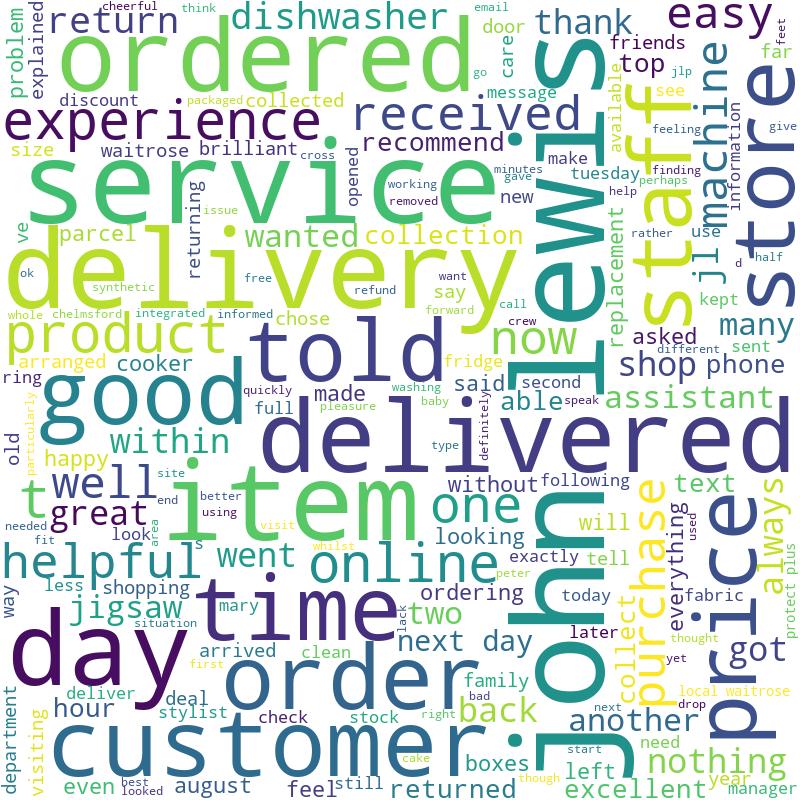 cheerful
think
email
return
dishwasher
door
thank
easy
problem
explained
ordered
care
lewis
friends
top
jlp
far
feet
go
message
discount
packaged
collected
experience
received
available
staff
see
machine
store
size
waitrose
brilliant
cross
recommend
feeling
give
information
opened
minutes
make
tuesday
finding
service
working
gave
removed
new
help
perhaps
returning
issue
replacement
rather
use
half
ve
parcel
wanted
collection
jl
d
ok
delivery
synthetic
free
refund
want
say
call
kept
whole
chelmsford
integrated
informed
chose
forward
crew
many
product
told
now
asked
different
sent
arranged
cooker
fridge
shop
phone
ring
good
quickly
made
washing
said
second
able
speak
assistant
particularly
full
pleasure
baby
definitely
delivered
old
within
type
happy
well
site
item
without
following
john
purchase
text
price
always
end
better
t
great
using
one
needed
fit
look
area
visit
looking
will
everything
used
s
whilst
helpful
went
online
exactly
tell
protect plus
way
less
shopping
peter
today
fabric
jigsaw
mary
time
lack
ordering
two
collect
situation
later
thought
day
arrived
clean
next day
yet
got
first
order
family
local waitrose
department
deliver
deal
bad
drop
visiting
hour
stylist
check
stock
right
back
next
another
customer
cake
boxes
start
need
nothing
even
best
looked
august
feel
still
returned
though
left
excellent
year
manager